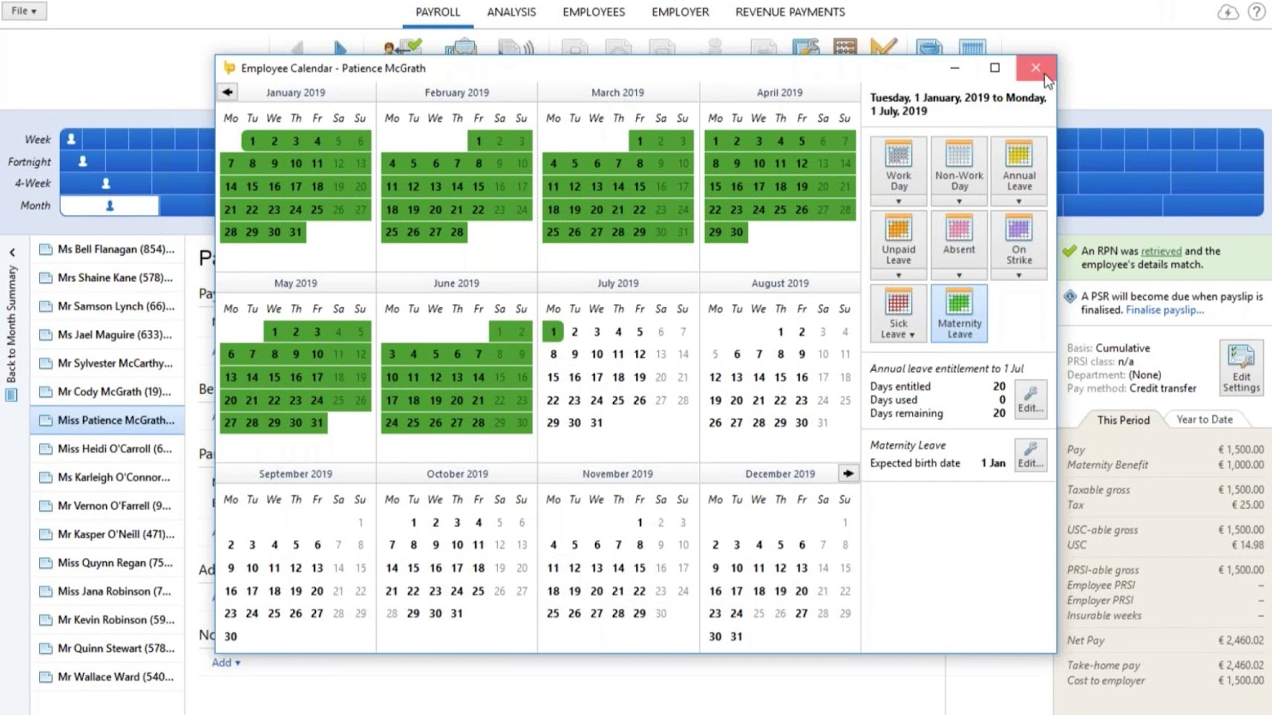 File ▾
PAYROLL ANALYSIS EMPLOYEES EMPLOYER REVENUE PAYMENTS
?
Week
Fortnight
4-Week
Month
Back to Month Summary
Ms Bell Flanagan (854)...
Mrs Shaine Kane (578)...
Mr Samson Lynch (66)...
Ms Jael Maguire (633)...
Mr Sylvester McCarthy...
Mr Cody McGrath (19)...
Miss Patience McGrath...
Miss Heidi O'Carroll (6...
Ms Karleigh O'Connor...
Mr Vernon O'Farrell (9...
Mr Kasper O'Neill (471)...
Miss Quynn Regan (75...
Miss Jana Robinson (7...
Mr Kevin Robinson (59...
Mr Quinn Stewart (578...
Mr Wallace Ward (540...
Pa
Pay
Be
Pa
Ad
No
Add ▾
Employee Calendar - Patience McGrath
January 2019
Mo Tu We Th Fr Sa Su
1 2 3 4 5 6
7 8 9 10 11 12 13
14 15 16 17 18 19 20
21 22 23 24 25 26 27
28 29 30 31
February 2019
Mo Tu We Th Fr Sa Su
1 2 3
4 5 6 7 8 9 10
11 12 13 14 15 16 17
18 19 20 21 22 23 24
25 26 27 28
March 2019
Mo Tu We Th Fr Sa Su
1 2 3
4 5 6 7 8 9 10
11 12 13 14 15 16 17
18 19 20 21 22 23 24
25 26 27 28 29 30 31
April 2019
Mo Tu We Th Fr Sa Su
1 2 3 4 5 6 7
8 9 10 11 12 13 14
15 16 17 18 19 20 21
22 23 24 25 26 27 28
29 30
May 2019
Mo Tu We Th Fr Sa Su
1 2 3 4 5
6 7 8 9 10 11 12
13 14 15 16 17 18 19
20 21 22 23 24 25 26
27 28 29 30 31
June 2019
Mo Tu We Th Fr Sa Su
1 2
3 4 5 6 7 8 9
10 11 12 13 14 15 16
17 18 19 20 21 22 23
24 25 26 27 28 29 30
July 2019
Mo Tu We Th Fr Sa Su
1 2 3 4 5 6 7
8 9 10 11 12 13 14
15 16 17 18 19 20 21
22 23 24 25 26 27 28
29 30 31
August 2019
Mo Tu We Th Fr Sa Su
1 2 3 4
5 6 7 8 9 10 11
12 13 14 15 16 17 18
19 20 21 22 23 24 25
26 27 28 29 30 31
September 2019
Mo Tu We Th Fr Sa Su
1
2 3 4 5 6 7 8
9 10 11 12 13 14 15
16 17 18 19 20 21 22
23 24 25 26 27 28 29
30
October 2019
Mo Tu We Th Fr Sa Su
1 2 3 4 5 6
7 8 9 10 11 12 13
14 15 16 17 18 19 20
21 22 23 24 25 26 27
28 29 30 31
November 2019
Mo Tu We Th Fr Sa Su
1 2 3
4 5 6 7 8 9 10
11 12 13 14 15 16 17
18 19 20 21 22 23 24
25 26 27 28 29 30
December 2019
Mo Tu We Th Fr Sa Su
1
2 3 4 5 6 7 8
9 10 11 12 13 14 15
16 17 18 19 20 21 22
23 24 25 26 27 28 29
30 31
Tuesday, 1 January, 2019 to Monday,
1 July, 2019
Work Day
Non-Work Day
Annual Leave
Unpaid Leave
Absent
On Strike
Sick Leave ▾
Maternity Leave
Annual leave entitlement to 1 Jul
Days entitled 20
Days used 0
Days remaining 20
Edit...
Maternity Leave
Expected birth date 1 Jan
Edit...
An RPN was retrieved and the
employee's details match.
A PSR will become due when payslip is
finalised. Finalise payslip...
Basis: Cumulative
PRSI class: n/a
Department: (None)
Pay method: Credit transfer
Edit Settings
This Period Year to Date
Pay € 1,500.00
Maternity Benefit € 1,000.00
Taxable gross € 1,500.00
Tax € 25.00
USC-able gross € 1,500.00
USC € 14.98
PRSI-able gross € 1,500.00
Employee PRSI –
Employer PRSI –
Insurable weeks –
Net Pay € 2,460.02
Take-home pay € 2,460.02
Cost to employer € 1,500.00